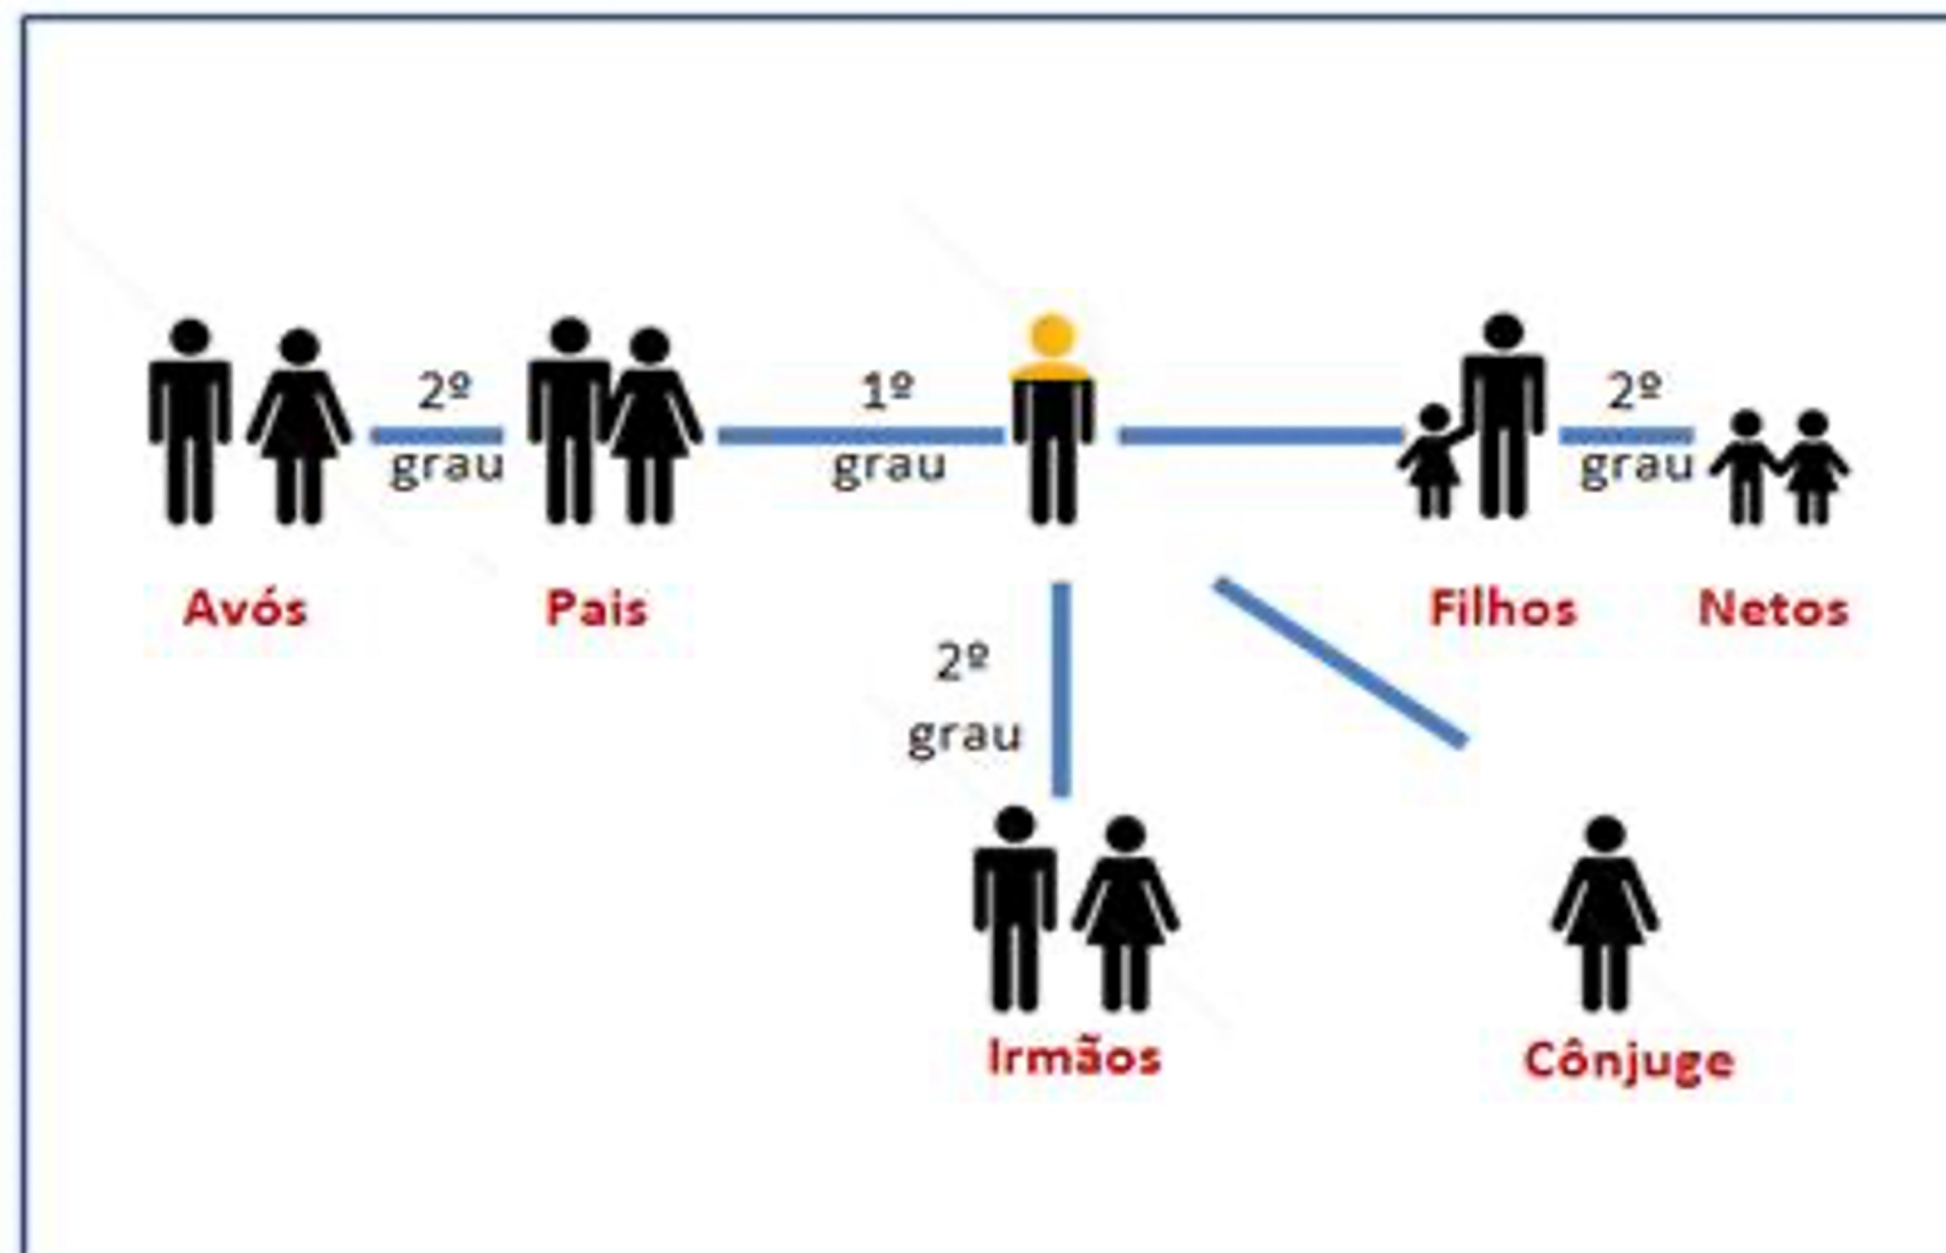 2º
grau
1º
grau
2º
grau
Avós
Pais
Filhos
Netos
2º
grau
Irmãos
Cônjuge